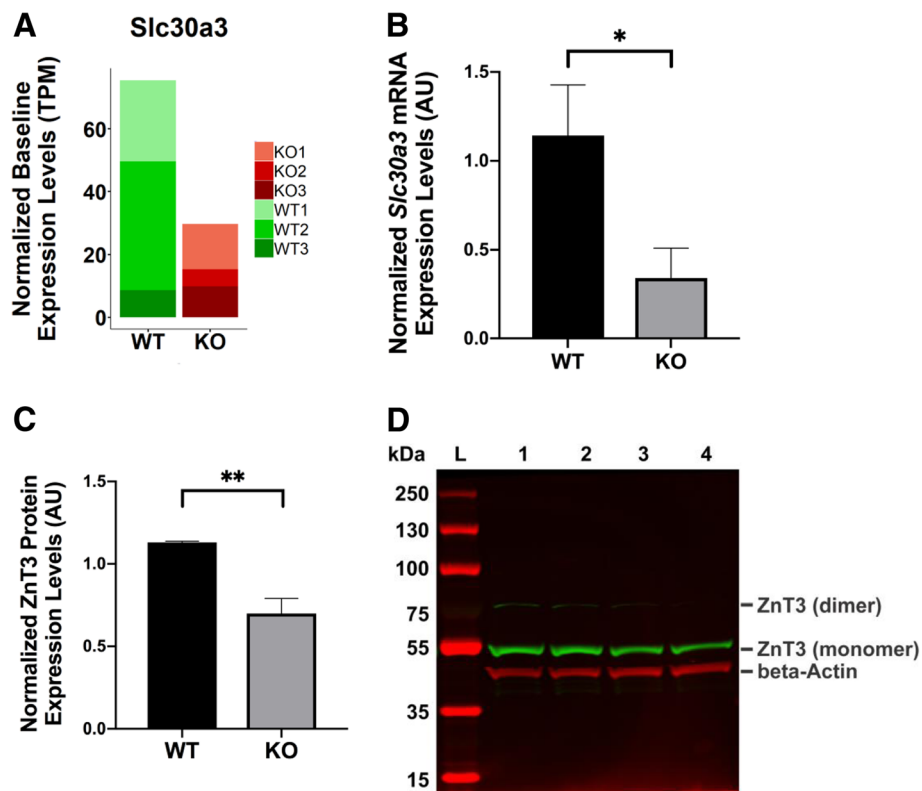 A
Slc30a3
Normalized Baseline
Expression Levels (TPM)
60
40
20
0
WT KO
KO1
KO2
KO3
WT1
WT2
WT3
B
*
Normalized Slc30a3 mRNA
Expression Levels (AU)
1.5
1.0
0.5
0.0
WT KO
C
**
Normalized ZnT3 Protein
Expression Levels (AU)
1.5
1.0
0.5
0.0
WT KO
D
kDa L 1 2 3 4
250
130
100
75
55
35
15
ZnT3 (dimer)
ZnT3 (monomer)
beta-Actin